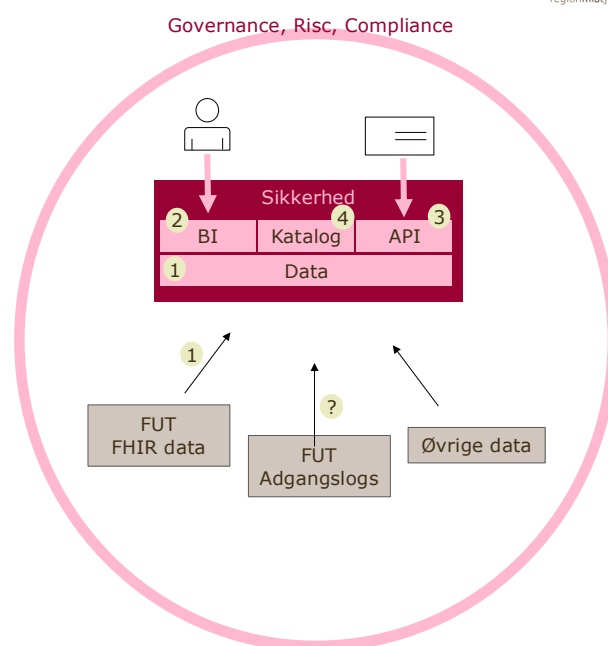 Governance, Risc, Compliance
Sikkerhed
2
4
3
BI
Katalog
API
1
Data
1
?
FUT
FHIR data
FUT
Adgangslogs
Øvrige data